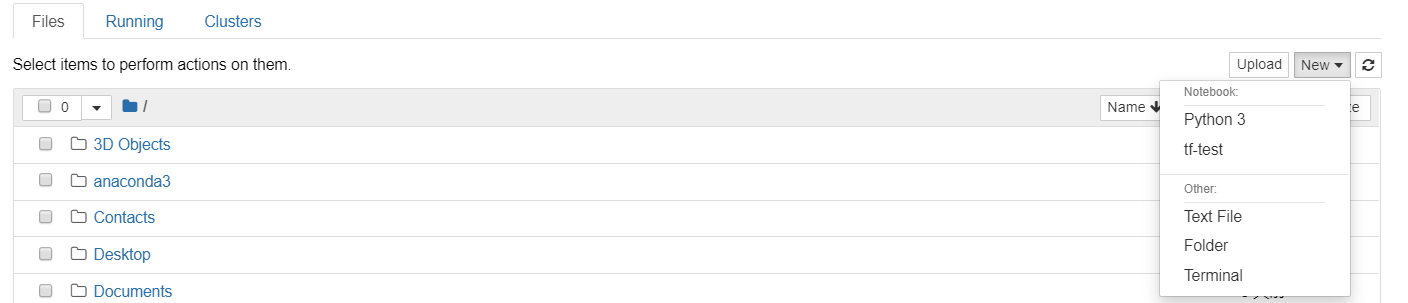 Files Running Clusters
Select items to perform actions on them.
Upload New
0 /
Name
Notebook:
Python 3
tf-test
Other:
Text File
Folder
Terminal
3D Objects
anaconda3
Contacts
Desktop
Documents